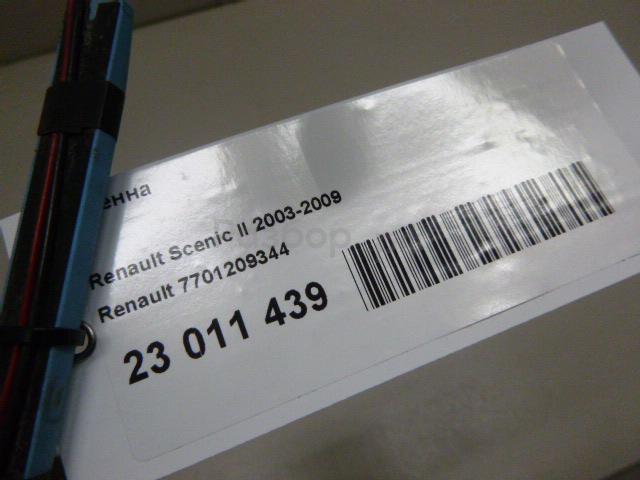 енна
Renault Scenic II 2003-2009
Renault 7701209344
23 011 439